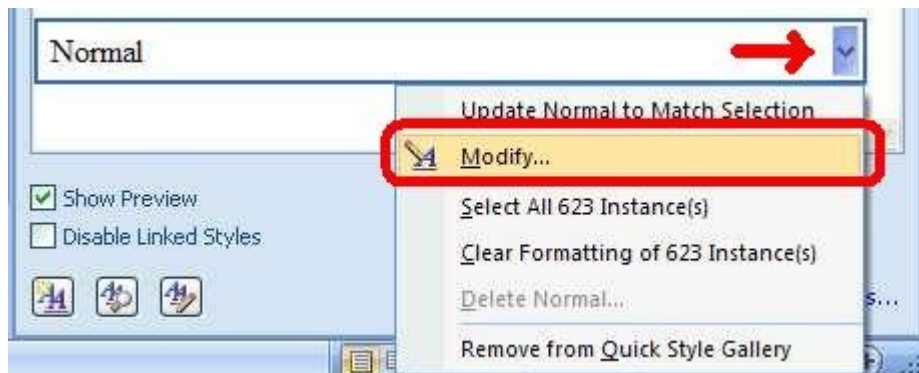 Normal
Update Normal to Match Selection
Modify...
Show Preview
Select All 623 Instance(s)
Disable Linked Styles
Clear Formatting of 623 Instance(s)
Delete Normal...
Remove from Quick Style Gallery